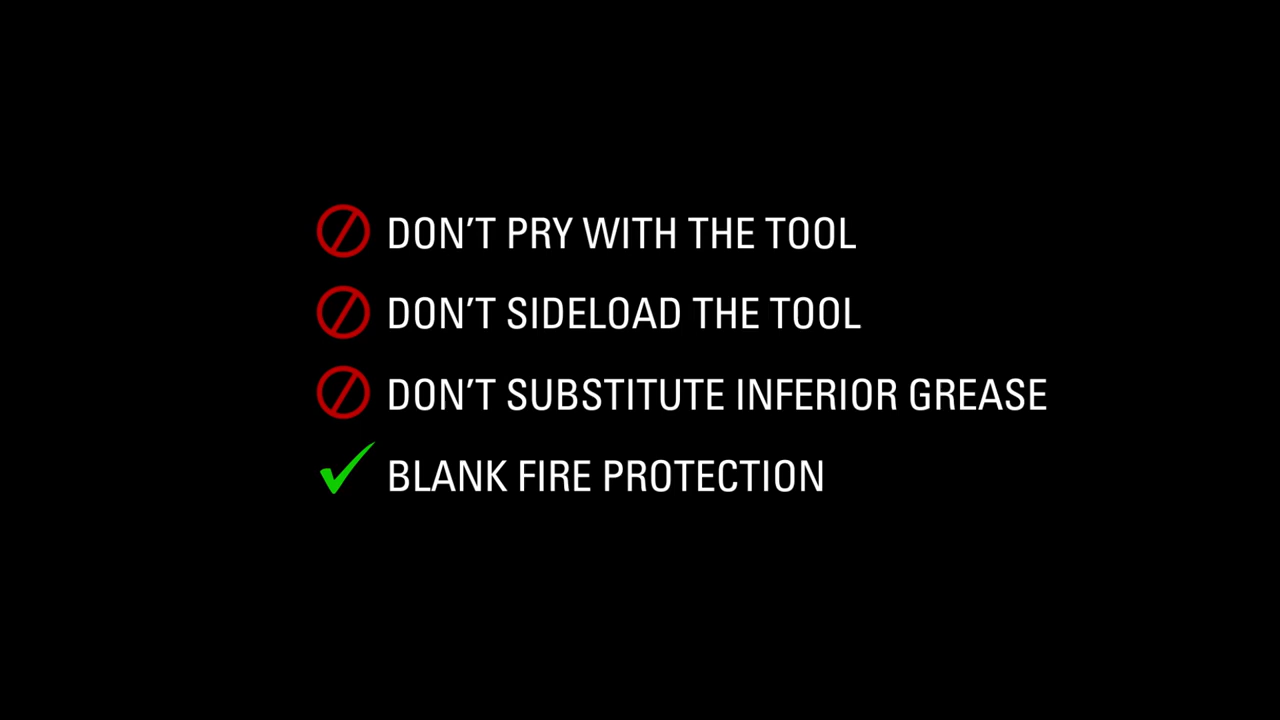 DON’T PRY WITH THE TOOL
DON’T SIDELOAD THE TOOL
DON’T SUBSTITUTE INFERIOR GREASE
BLANK FIRE PROTECTION